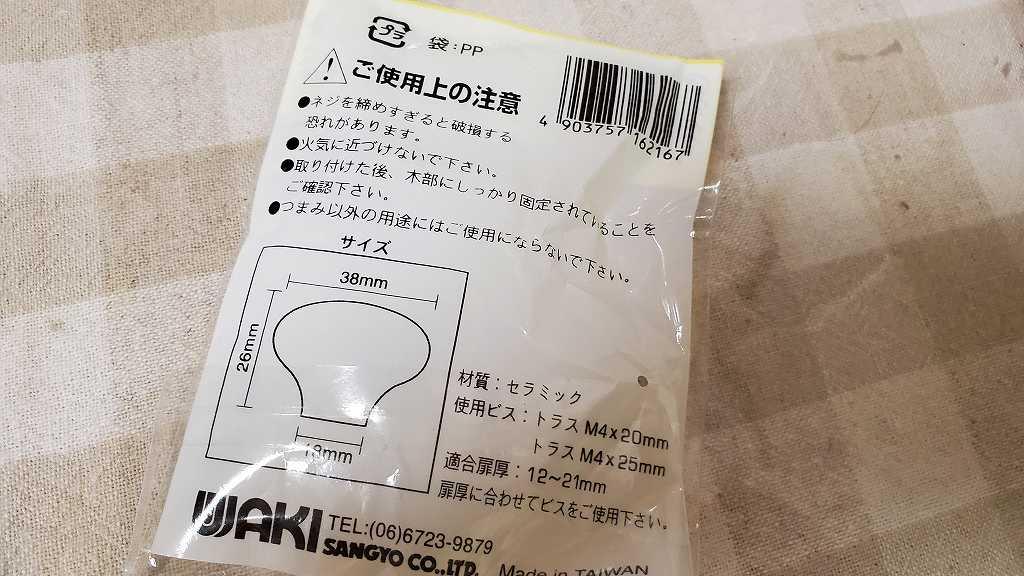 プラ
袋：PP
ご使用上の注意
4 903757 162167
●ネジを締めすぎると破損する
恐れがあります。
●火気に近づけないで下さい。
●取り付けた後、木部にしっかり固定されていることを
ご確認下さい。
●つまみ以外の用途にはご使用にならないで下さい。
サイズ
38mm
26mm
18mm
材質：セラミック
使用ビス：トラス M4×20mm
トラス M4×25mm
適合扉厚：12〜21mm
扉厚に合わせてビスをご使用下さい。
WAKI TEL:(06)6723-9879
SANGYO CO.,LTD. Made in TAIWAN